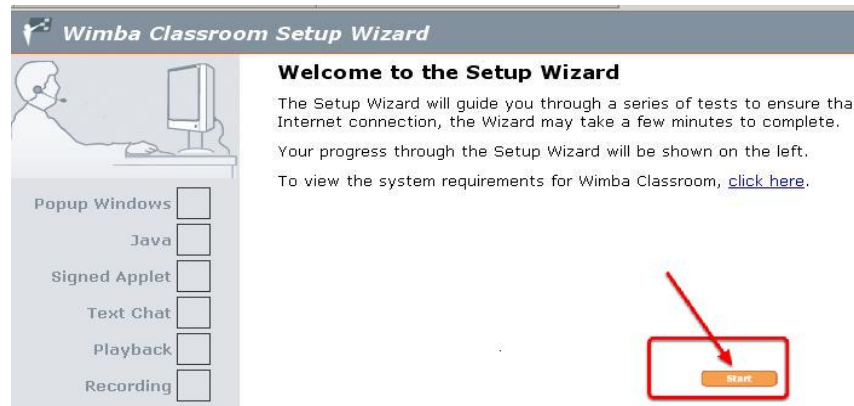 Wimba Classroom Setup Wizard
Welcome to the Setup Wizard
The Setup Wizard will guide you through a series of tests to ensure tha
Internet connection, the Wizard may take a few minutes to complete.
Your progress through the Setup Wizard will be shown on the left.
To view the system requirements for Wimba Classroom, click here.
Popup Windows
Java
Signed Applet
Text Chat
Playback
Recording
Start